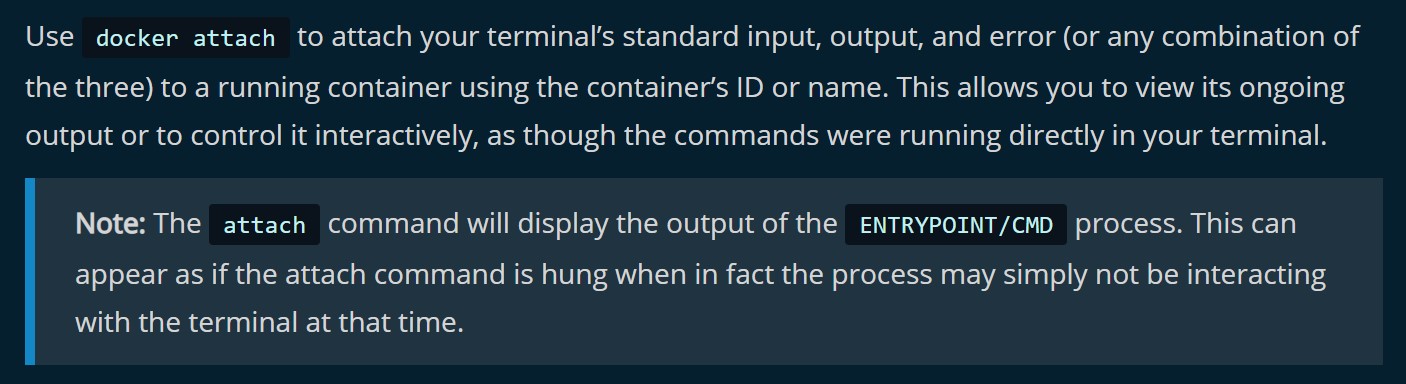 Use docker attach to attach your terminal’s standard input, output, and error (or any combination of
the three) to a running container using the container’s ID or name. This allows you to view its ongoing
output or to control it interactively, as though the commands were running directly in your terminal.
Note: The attach command will display the output of the ENTRYPOINT/CMD process. This can
appear as if the attach command is hung when in fact the process may simply not be interacting
with the terminal at that time.